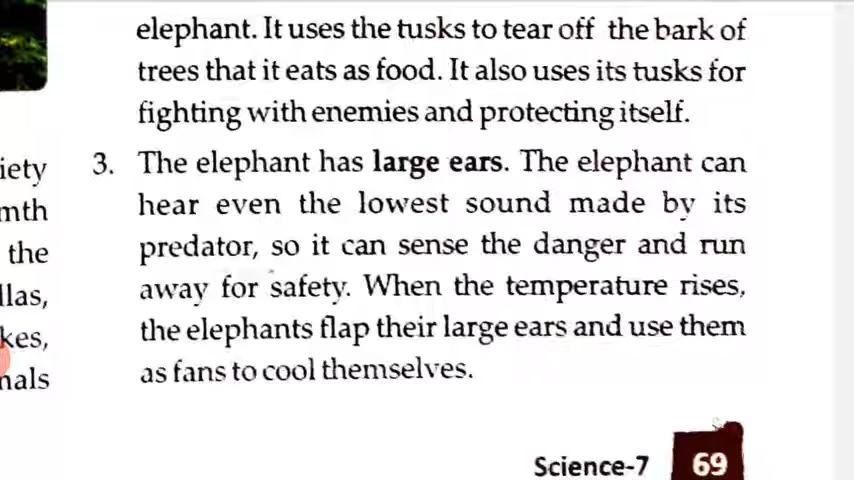 elephant. It uses the tusks to tear off the bark of
trees that it eats as food. It also uses its tusks for
fighting with enemies and protecting itself.
3. The elephant has large ears. The elephant can
hear even the lowest sound made by its
predator, so it can sense the danger and run
away for safety. When the temperature rises,
the elephants flap their large ears and use them
as fans to cool themselves.
iety
mth
the
llas,
kes,
nals
Science-7 69